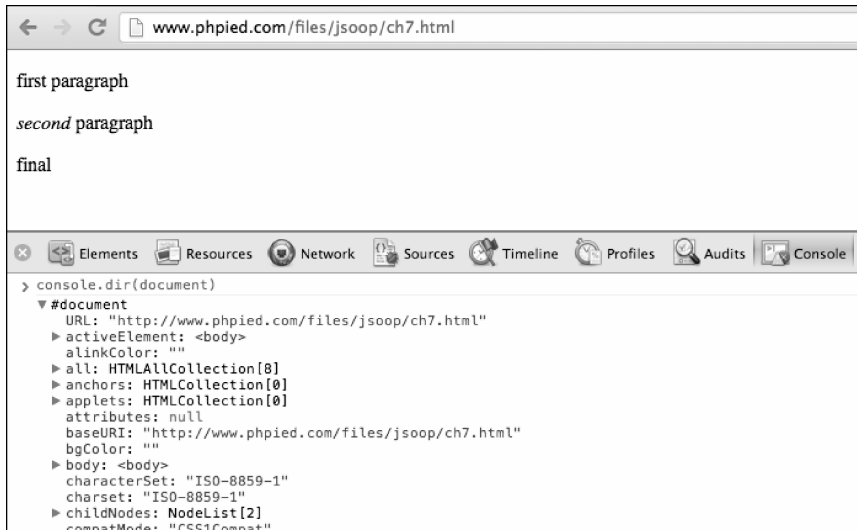 www.phpied.com/files/jsoop/ch7.html
first paragraph
second paragraph
final
Elements Resources Network Sources Timeline Profiles Audits Console
console.dir(document)
#document
URL: "http://www.phpied.com/files/jsoop/ch7.html"
activeElement: <body>
alinkColor: ""
all: HTMLAllCollection[8]
anchors: HTMLCollection[0]
applets: HTMLCollection[0]
attributes: null
baseURI: "http://www.phpied.com/files/jsoop/ch7.html"
bgColor: ""
body: <body>
characterSet: "ISO-8859-1"
charset: "ISO-8859-1"
childNodes: NodeList[2]
compatMode: "CSS1Compat"